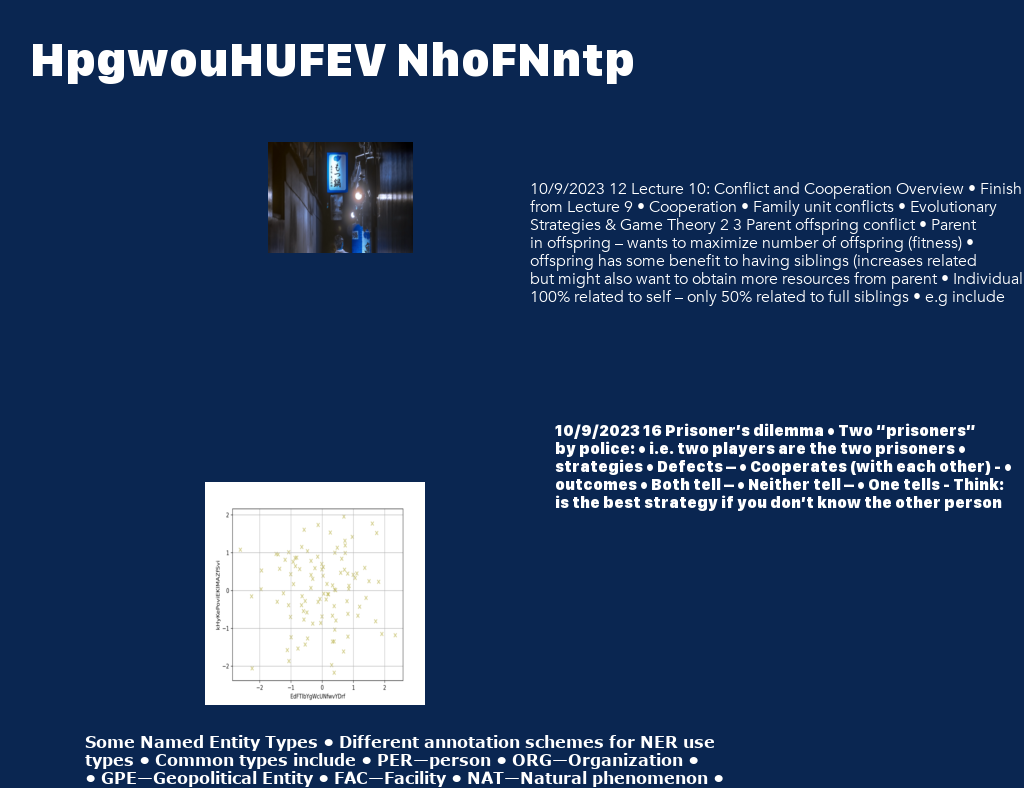 HpgwouHUFEV NhoFNntp
もつ鍋
10/9/2023 12 Lecture 10: Conflict and Cooperation Overview • Finish
from Lecture 9 • Cooperation • Family unit conflicts • Evolutionary
Strategies & Game Theory 2 3 Parent offspring conflict • Parent
in offspring – wants to maximize number of offspring (fitness) •
offspring has some benefit to having siblings (increases related
but might also want to obtain more resources from parent • Individual
100% related to self – only 50% related to full siblings • e.g include
10/9/2023 16 Prisoner’s dilemma • Two “prisoners”
by police: • i.e. two players are the two prisoners •
strategies • Defects – • Cooperates (with each other) - •
outcomes • Both tell – • Neither tell – • One tells - Think:
is the best strategy if you don’t know the other person
2
1
0
−1
−2
−2 −1 0 1 2
EdFTlbYgWcUNfwvYDrf
Some Named Entity Types • Different annotation schemes for NER use
types • Common types include • PER—person • ORG—Organization •
• GPE—Geopolitical Entity • FAC—Facility • NAT—Natural phenomenon •